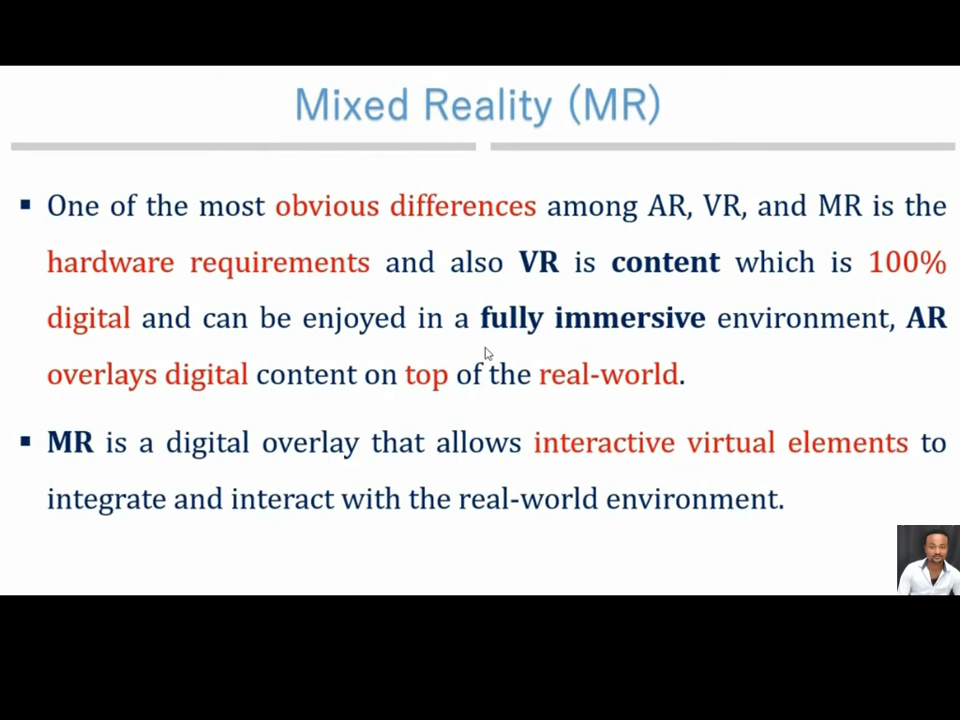 Mixed Reality (MR)
▪ One of the most obvious differences among AR, VR, and MR is the
hardware requirements and also VR is content which is 100%
digital and can be enjoyed in a fully immersive environment, AR
overlays digital content on top of the real-world.
▪ MR is a digital overlay that allows interactive virtual elements to
integrate and interact with the real-world environment.